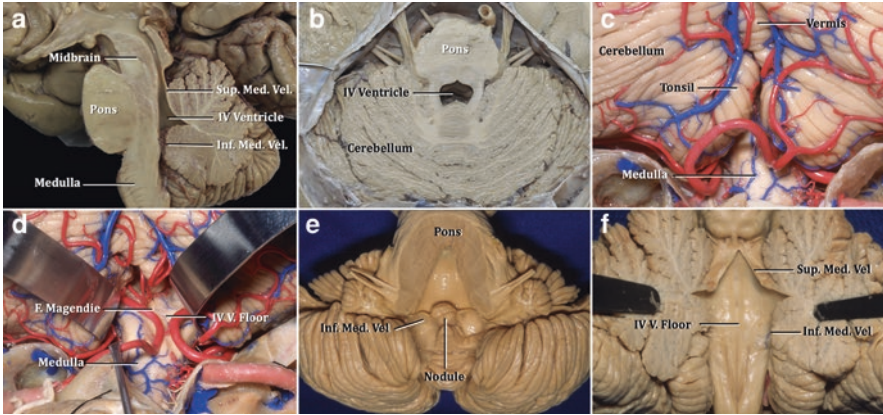 a
Midbrain
Pons
Sup. Med. Vel.
IV Ventricle
Inf. Med. Vel.
Medulla
b
Pons
IV Ventricle
Cerebellum
c
Vermis
Cerebellum
Tonsil
Medulla
d
F. Magendie
IV V. Floor
Medulla
e
Pons
Inf. Med. Vel
Nodule
f
Sup. Med. Vel
IV V. Floor
Inf. Med. Vel